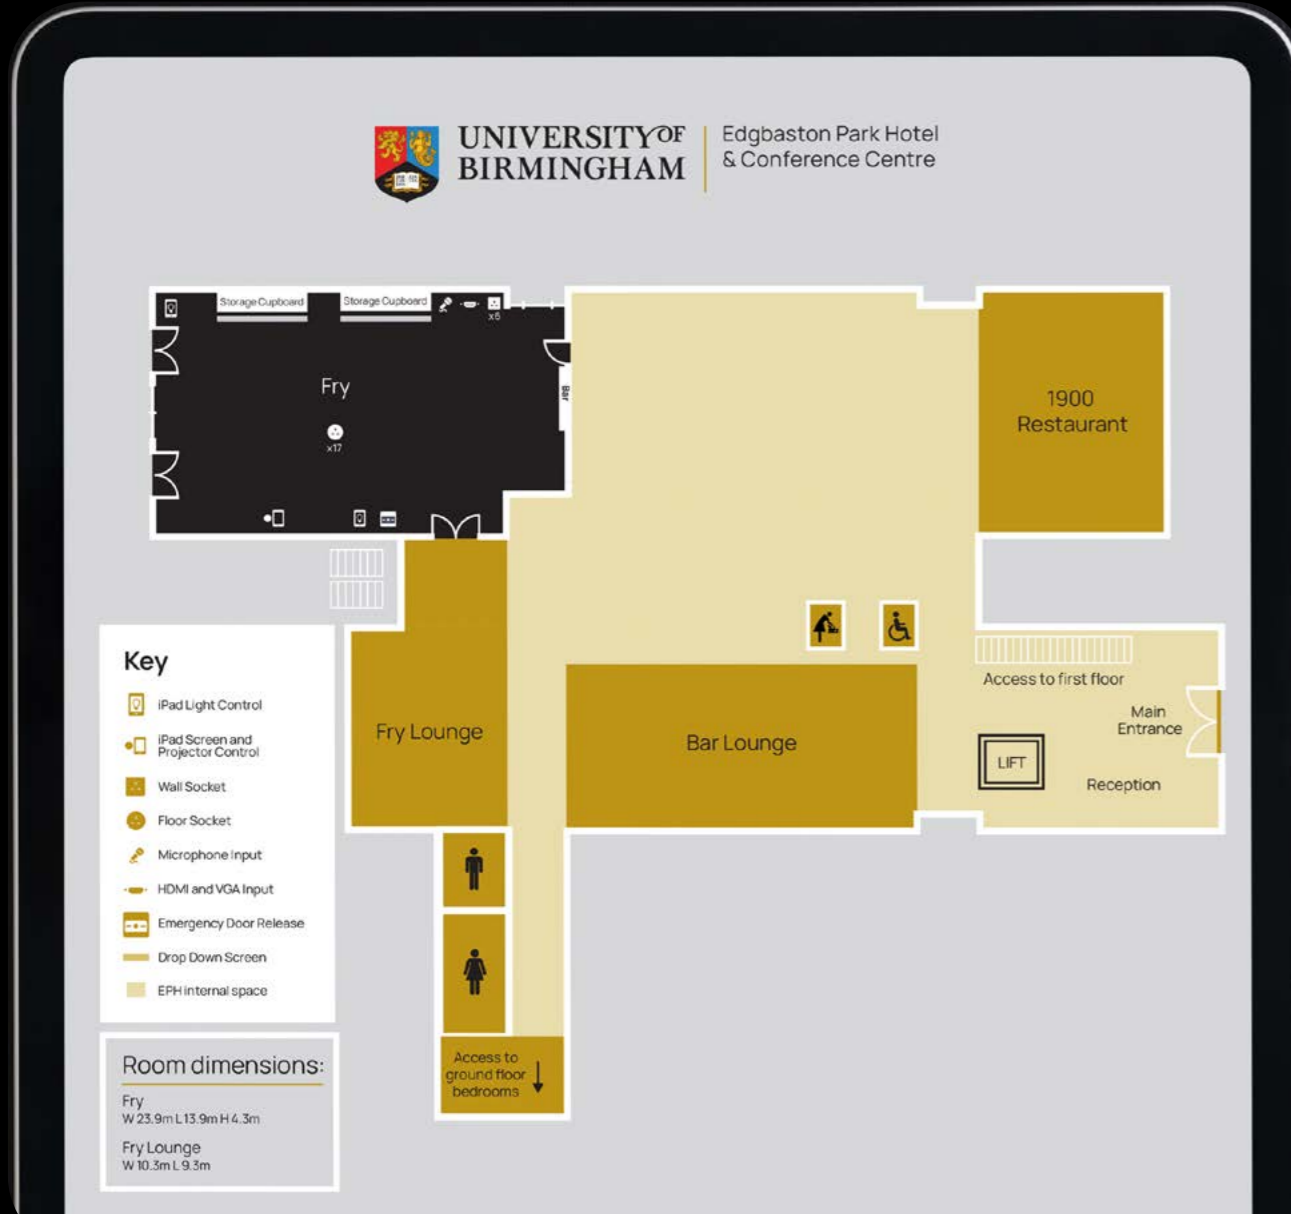 UNIVERSITY OF
BIRMINGHAM
Edgbaston Park Hotel
& Conference Centre
Storage Cupboard
Storage Cupboard
x6
Fry
Bar
x17
1900
Restaurant
Fry Lounge
Bar Lounge
Access to first floor
Main
Entrance
LIFT
Reception
Access to
ground floor
bedrooms
Key
iPad Light Control
iPad Screen and
Projector Control
Wall Socket
Floor Socket
Microphone Input
HDMI and VGA Input
Emergency Door Release
Drop Down Screen
EPH internal space
Room dimensions:
Fry
W 23.9m L 13.9m H 4.3m
Fry Lounge
W 10.3m L 9.3m